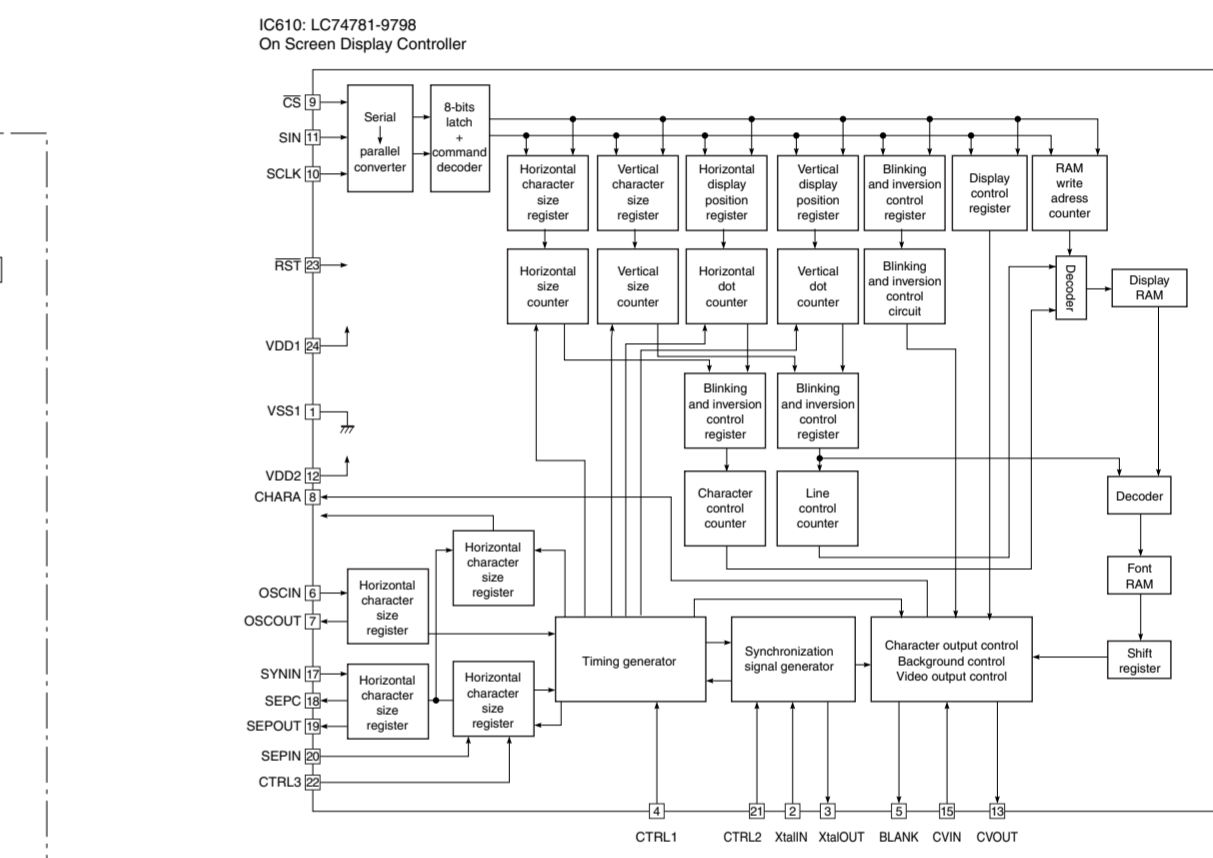 IC610: LC74781-9798
On Screen Display Controller
CS 9
SIN 11
SCLK 10
RST 23
VDD1 24
VSS1 1
VDD2 12
CHARA 8
OSCIN 6
OSCOUT 7
SYNIN 17
SEPC 18
SEPOUT 19
SEPIN 20
CTRL3 22
Serial
parallel
converter
8-bits
latch
+
command
decoder
Horizontal
character
size
register
Vertical
character
size
register
Horizontal
display
position
register
Vertical
display
position
register
Blinking
and inversion
control
register
Display
control
register
RAM
write
adress
counter
Horizontal
size
counter
Vertical
size
counter
Horizontal
dot
counter
Vertical
dot
counter
Blinking
and inversion
control
circuit
Decoder
Display
RAM
Blinking
and inversion
control
register
Blinking
and inversion
control
register
Character
control
counter
Line
control
counter
Decoder
Font
RAM
Shift
register
Horizontal
character
size
register
Horizontal
character
size
register
Horizontal
character
size
register
Horizontal
character
size
register
Timing generator
Synchronization
signal generator
Character output control
Background control
Video output control
4 21 2 3 5 15 13
CTRL1 CTRL2 XtalIN XtalOUT BLANK CVIN CVOUT